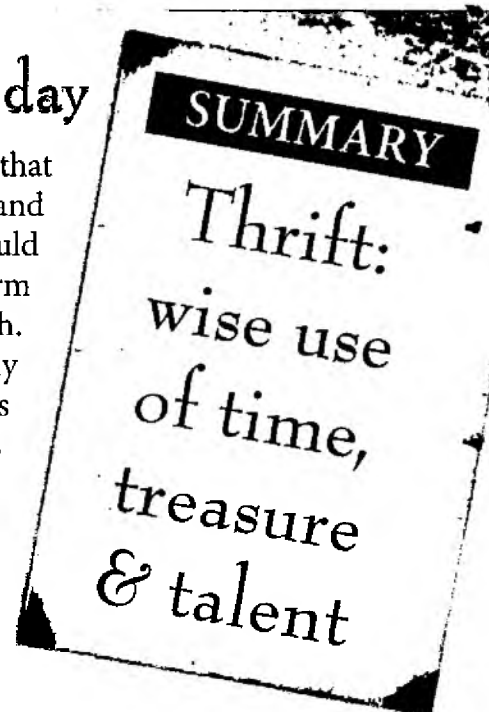 day
that
and
uld
rm
h.
y
s
SUMMARY
Thrift:
wise use
of time,
treasure
& talent